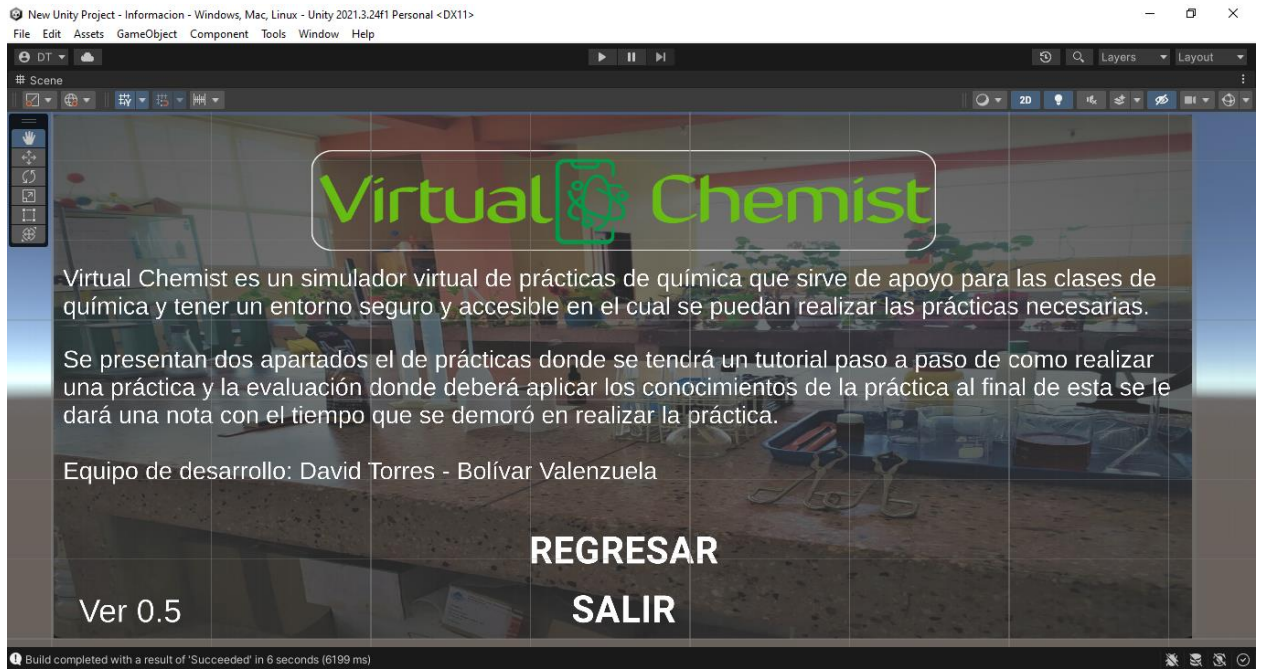 New Unity Project - Informacion - Windows, Mac, Linux - Unity 2021.3.24f1 Personal <DX11>
File Edit Assets GameObject Component Tools Window Help
DT Layers Layout
Scene
2D
Virtual Chemist
Virtual Chemist es un simulador virtual de prácticas de química que sirve de apoyo para las clases de
química y tener un entorno seguro y accesible en el cual se puedan realizar las prácticas necesarias.
Se presentan dos apartados el de prácticas donde se tendrá un tutorial paso a paso de como realizar
una práctica y la evaluación donde deberá aplicar los conocimientos de la práctica al final de esta se le
dará una nota con el tiempo que se demoró en realizar la práctica.
Equipo de desarrollo: David Torres - Bolívar Valenzuela
REGRESAR
Ver 0.5
SALIR
Build completed with a result of 'Succeeded' in 6 seconds (6199 ms)